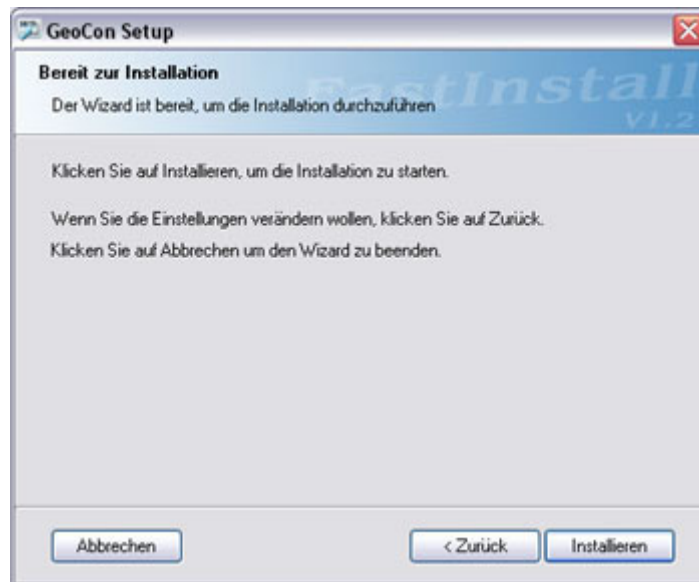 GeoCon Setup
Bereit zur Installation
Der Wizard ist bereit, um die Installation durchzuführen
FastInstall
V1.2
Klicken Sie auf Installieren, um die Installation zu starten.
Wenn Sie die Einstellungen verändern wollen, klicken Sie auf Zurück.
Klicken Sie auf Abbrechen um den Wizard zu beenden.
Abbrechen
< Zurück
Installieren